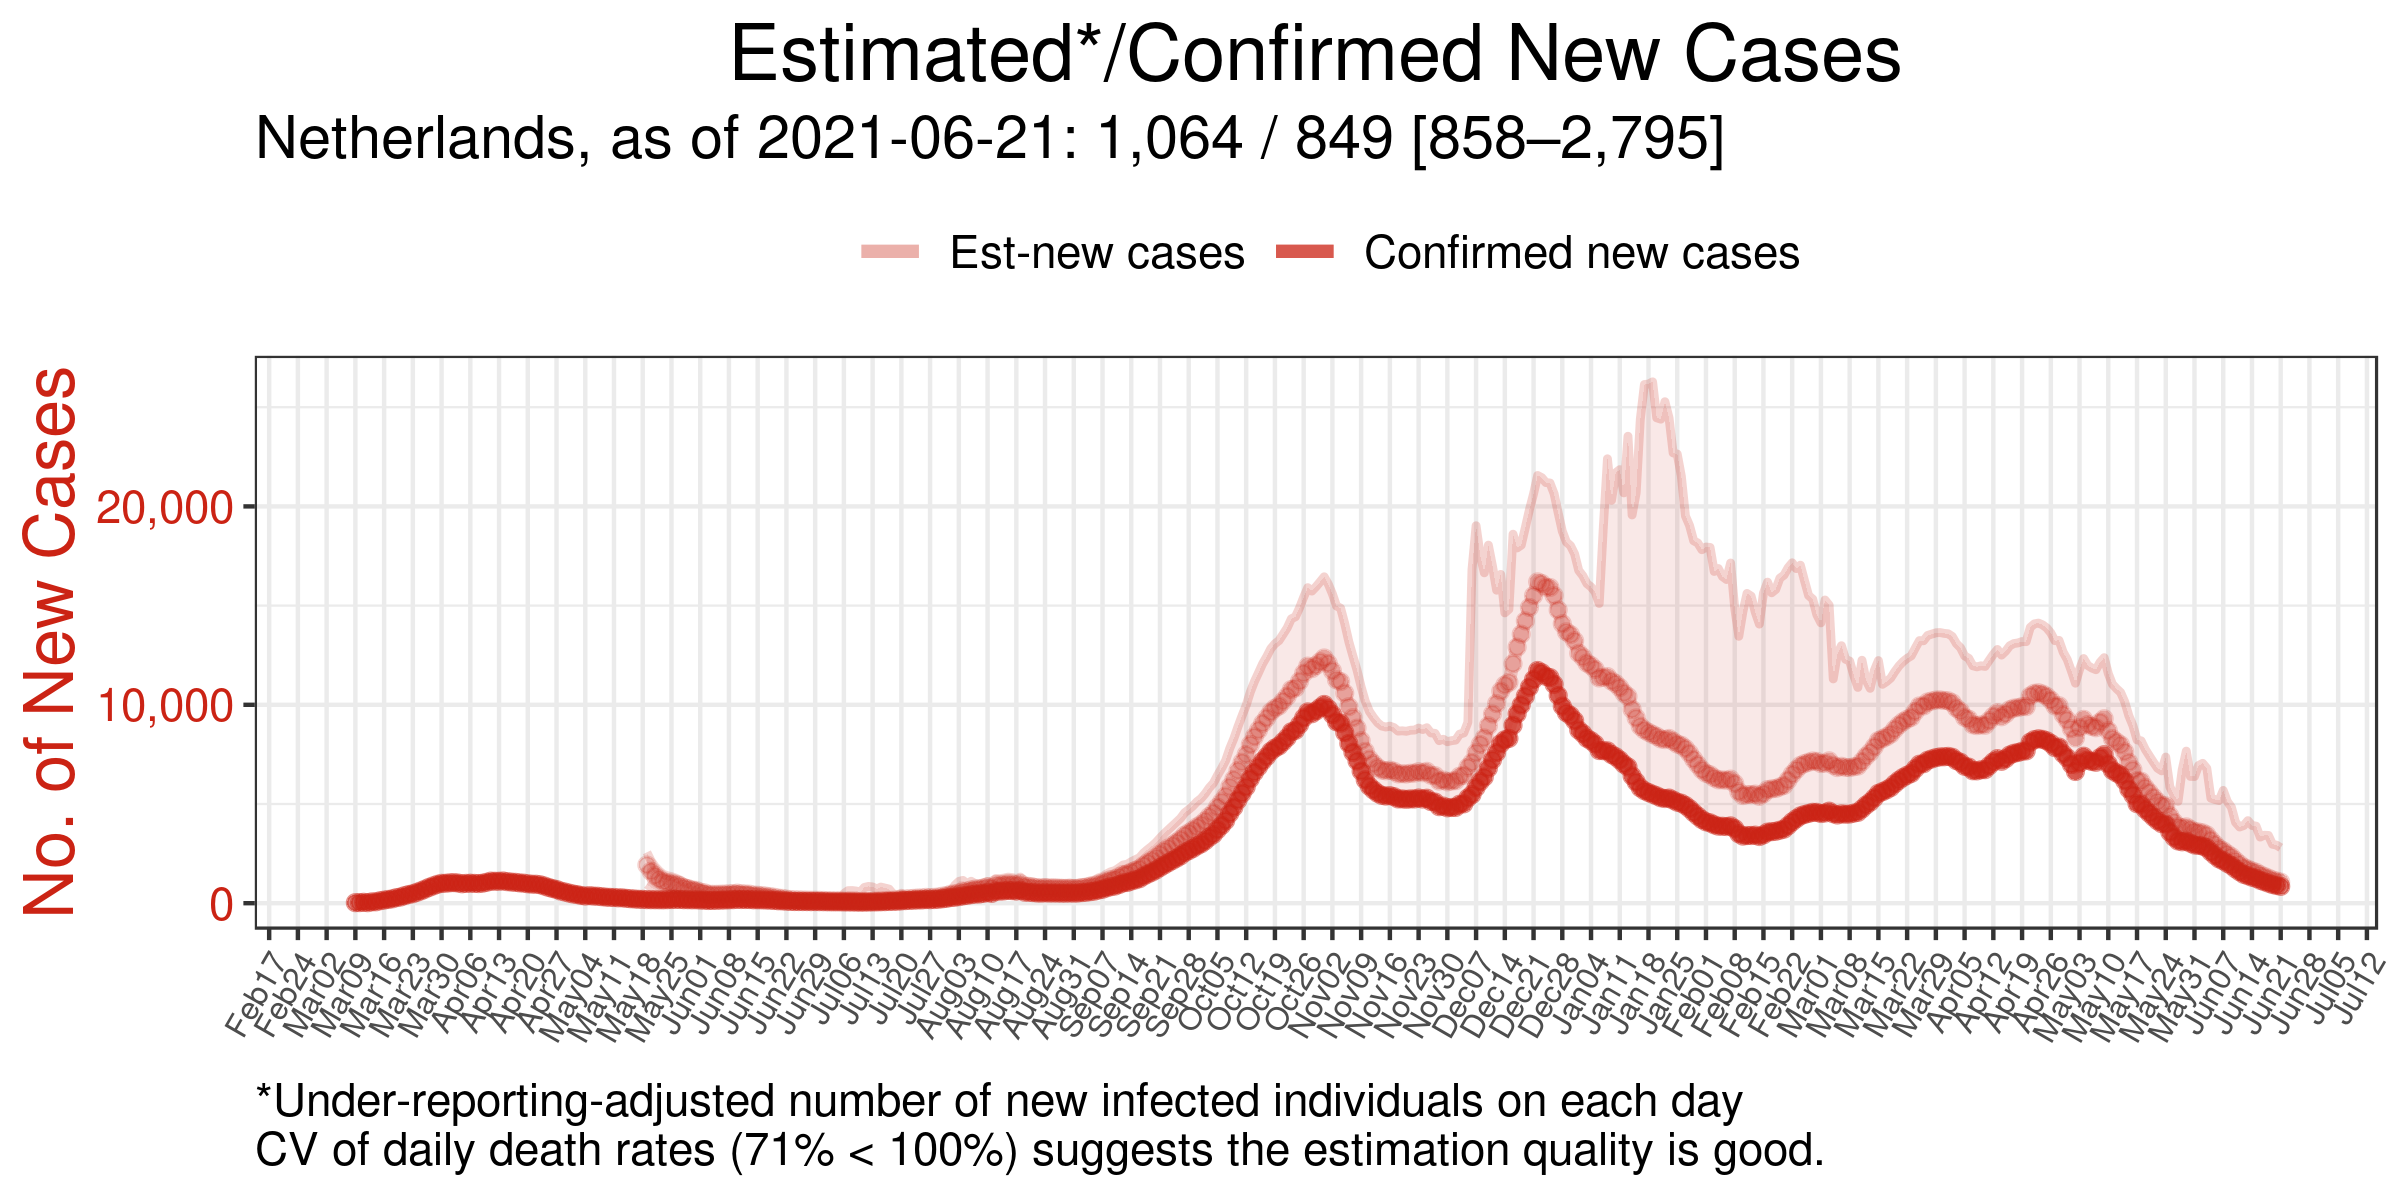 Estimated*/Confirmed New Cases
Netherlands, as of 2021-06-21: 1,064 / 849 [858–2,795]
Est-new cases
Confirmed new cases
No. of New Cases
20,000
10,000
0
Feb17
Feb24
Mar02
Mar09
Mar16
Mar23
Mar30
Apr06
Apr13
Apr20
Apr27
May04
May11
May18
May25
Jun01
Jun08
Jun15
Jun22
Jun29
Jul06
Jul13
Jul20
Jul27
Aug03
Aug10
Aug17
Aug24
Aug31
Sep07
Sep14
Sep21
Sep28
Oct05
Oct12
Oct19
Oct26
Nov02
Nov09
Nov16
Nov23
Nov30
Dec07
Dec14
Dec21
Dec28
Jan04
Jan11
Jan18
Jan25
Feb01
Feb08
Feb15
Feb22
Mar01
Mar08
Mar15
Mar22
Mar29
Apr05
Apr12
Apr19
Apr26
May03
May10
May17
May24
May31
Jun07
Jun14
Jun21
Jun28
Jul05
Jul12
*Under-reporting-adjusted number of new infected individuals on each day
CV of daily death rates (71% < 100%) suggests the estimation quality is good.